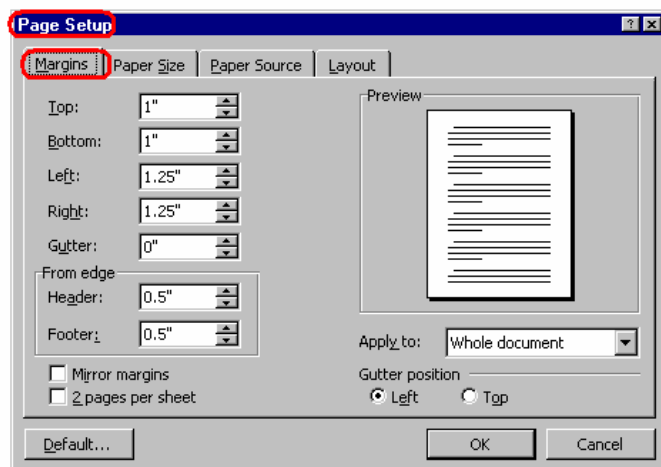 Page Setup
Margins Paper Size Paper Source Layout
Top: 1"
Bottom: 1"
Left: 1.25"
Right: 1.25"
Gutter: 0"
From edge
Header: 0.5"
Footer: 0.5"
Mirror margins
2 pages per sheet
Preview
Apply to: Whole document
Gutter position
Left Top
Default... OK Cancel